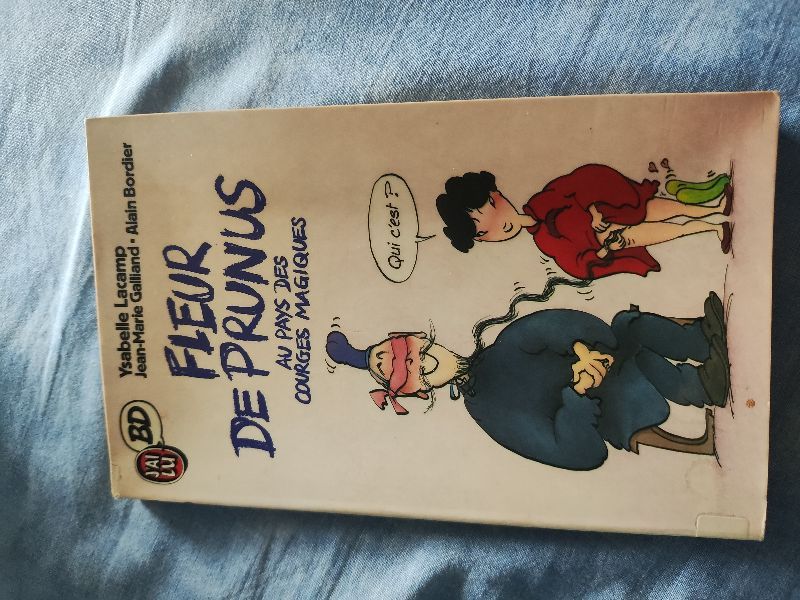 Ysabelle Lacamp
Jean-Marie Galliand • Alain Bordier
BD
J'AI
LU
FLEUR
DE PRUNUS
AU PAYS DES
COURGES MAGIQUES
Qui c'est ?